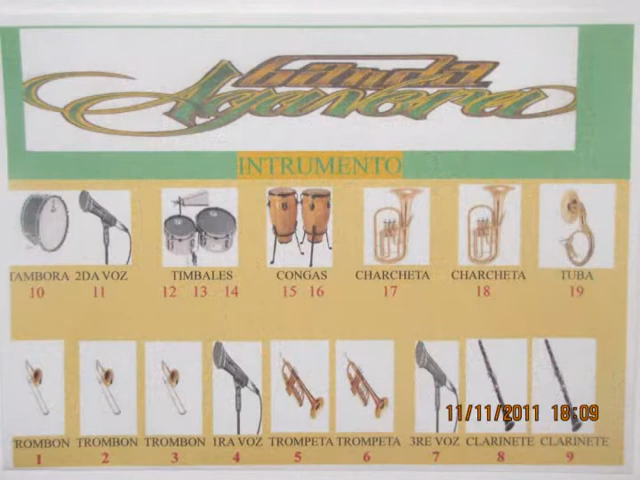 banda
INTRUMENTO
TAMBORA 2DA VOZ TIMBALES CONGAS CHARCHETA CHARCHETA TUBA
10 11 12 13 14 15 16 17 18 19
TROMBON TROMBON TROMBON 1RA VOZ TROMPETA TROMPETA 3RE VOZ CLARINETE CLARINETE
1 2 3 4 5 6 7 8 9
11/11/2011 18:09